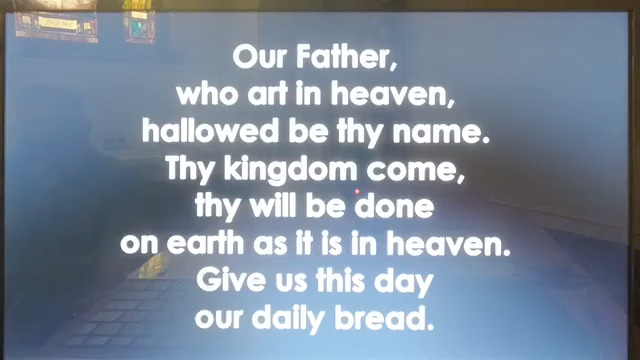 Our Father,
who art in heaven,
hallowed be thy name.
Thy kingdom come,
thy will be done
on earth as it is in heaven.
Give us this day
our daily bread.